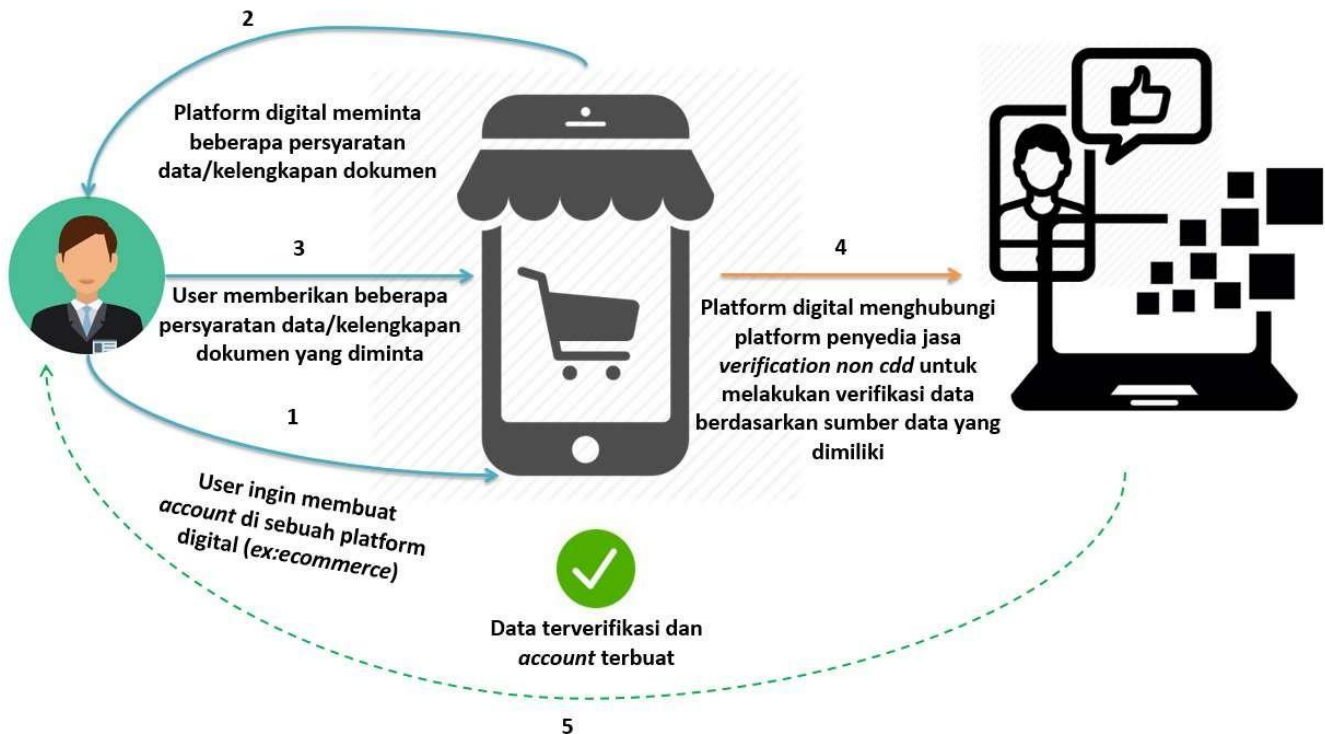 2
Platform digital meminta
beberapa persyaratan
data/kelengkapan dokumen
3
User memberikan beberapa
persyaratan data/kelengkapan
dokumen yang diminta
4
Platform digital menghubungi
platform penyedia jasa
verification non cdd untuk
melakukan verifikasi data
berdasarkan sumber data yang
dimiliki
1
User ingin membuat
account di sebuah platform
digital (ex:ecommerce)
Data terverifikasi dan
account terbuat
5